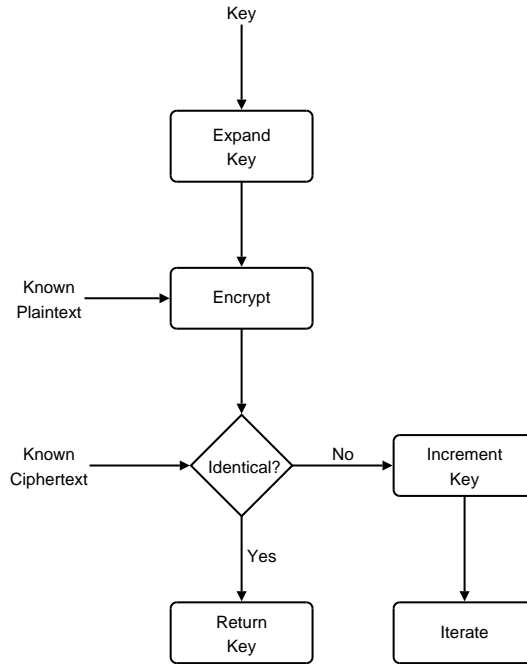 Key
Expand
Key
Known
Plaintext
Encrypt
Known
Ciphertext
Identical?
No
Increment
Key
Yes
Return
Key
Iterate